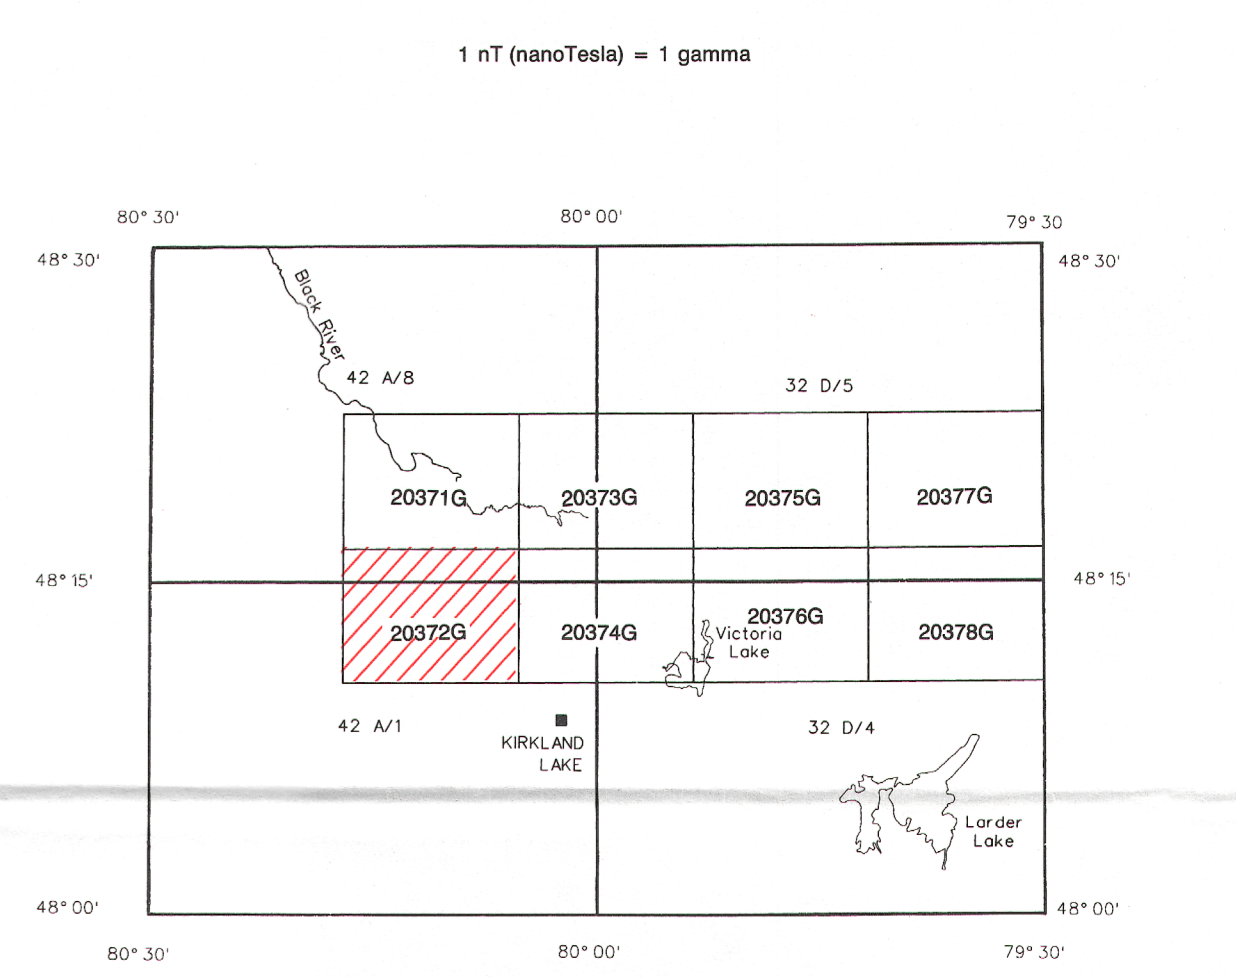 1 nT (nanoTesla) = 1 gamma
80° 30'
80° 00'
79° 30
48° 30'
48° 30'
Black River
42 A/8
32 D/5
20371G
20373G
20375G
20377G
48° 15'
48° 15'
20372G
20374G
20376G
20378G
Victoria
Lake
42 A/1
32 D/4
KIRKLAND
LAKE
Larder
Lake
48° 00'
48° 00'
80° 30'
80° 00'
79° 30'